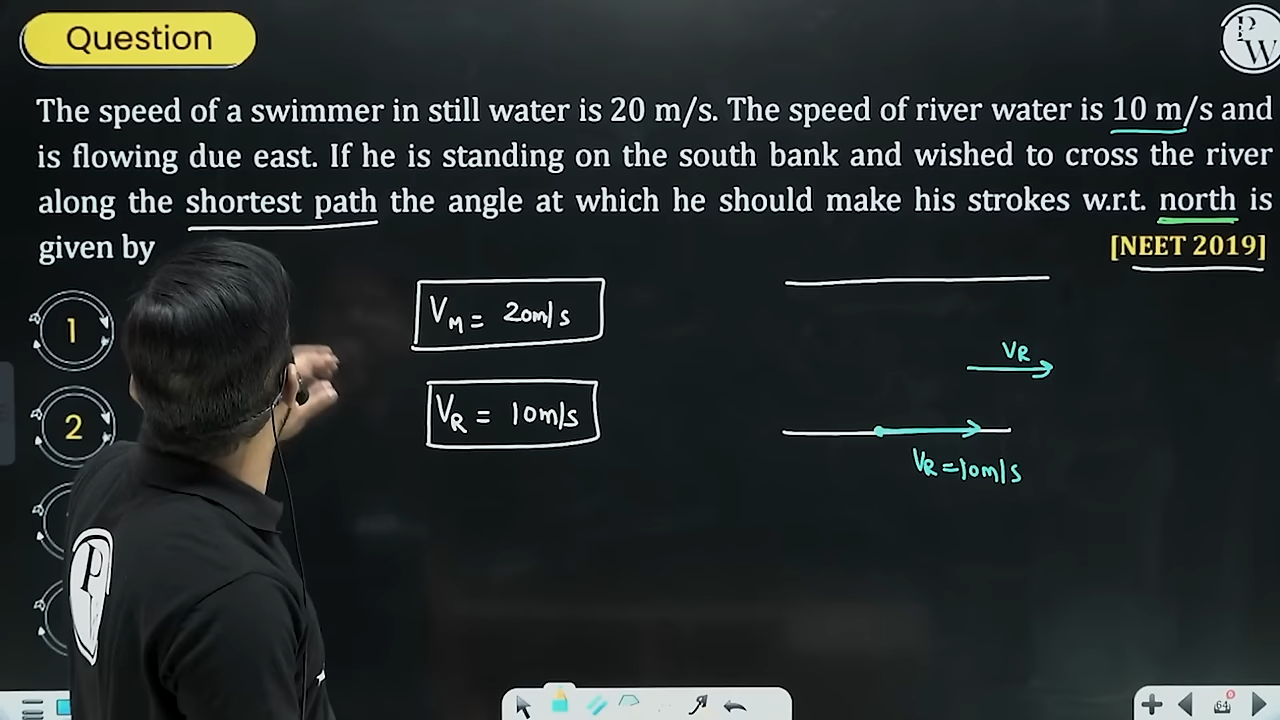 Question
PW
The speed of a swimmer in still water is 20 m/s. The speed of river water is 10 m/s and
is flowing due east. If he is standing on the south bank and wished to cross the river
along the shortest path the angle at which he should make his strokes w.r.t. north is
given by
[NEET 2019]
1
2
V_M = 20m/s
V_R = 10m/s
V_R
V_R = 10m/s
P
64